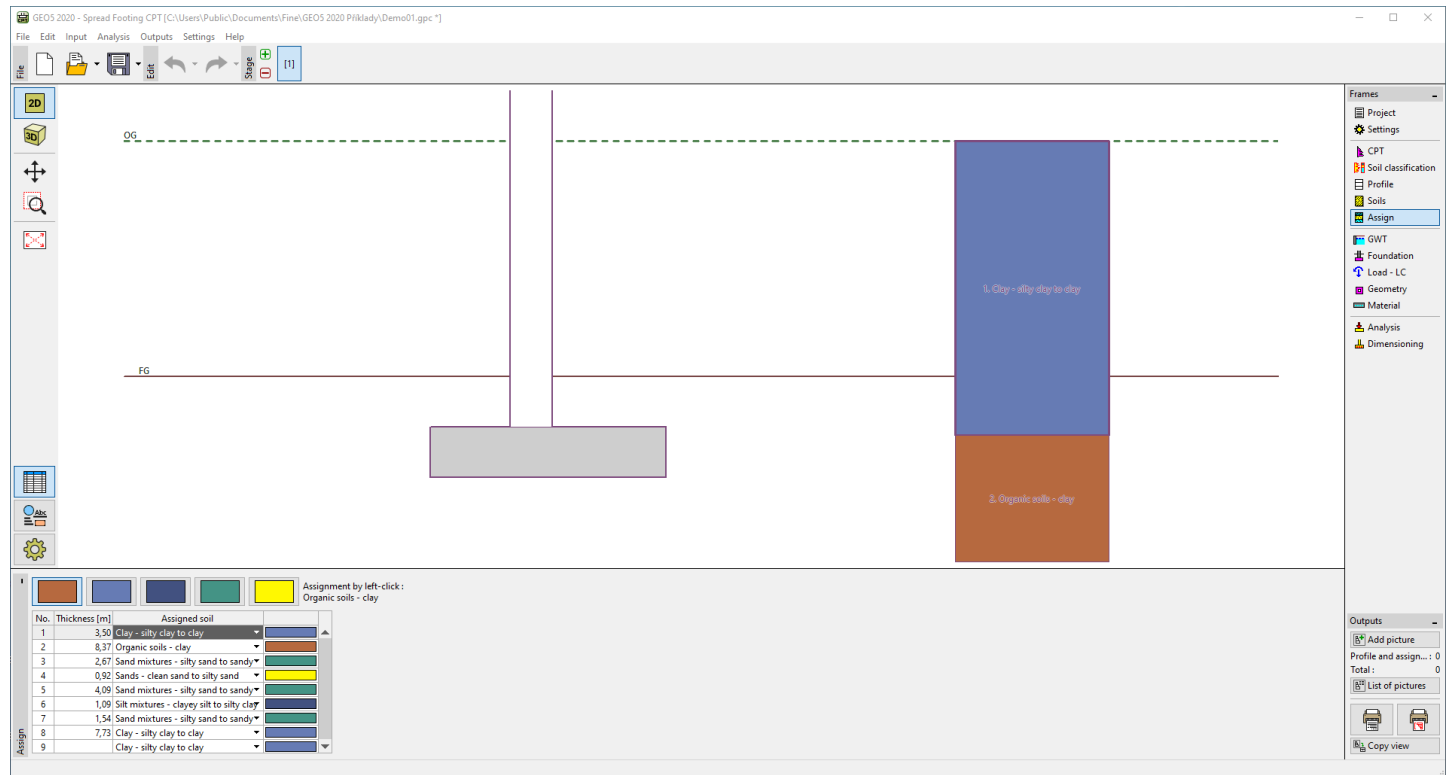 GEO5 2020 - Spread Footing CPT [C:\Users\Public\Documents\Fine\GEO5 2020 Příklady\Demo01.gpc *]
File Edit Input Analysis Outputs Settings Help
File
Edit
Stage
[1]
2D
3D
Abc
OG
FG
1. Clay - silty clay to clay
2. Organic soils - clay
Frames
Project
Settings
CPT
Soil classification
Profile
Soils
Assign
GWT
Foundation
Load - LC
Geometry
Material
Analysis
Dimensioning
Outputs
Add picture
Profile and assign... : 0
Total : 0
List of pictures
Copy view
Assign
Assignment by left-click :
Organic soils - clay
No. Thickness [m] Assigned soil
1 3,50 Clay - silty clay to clay
2 8,37 Organic soils - clay
3 2,67 Sand mixtures - silty sand to sandy
4 0,92 Sands - clean sand to silty sand
5 4,09 Sand mixtures - silty sand to sandy
6 1,09 Silt mixtures - clayey silt to silty clay
7 1,54 Sand mixtures - silty sand to sandy
8 7,73 Clay - silty clay to clay
9 Clay - silty clay to clay